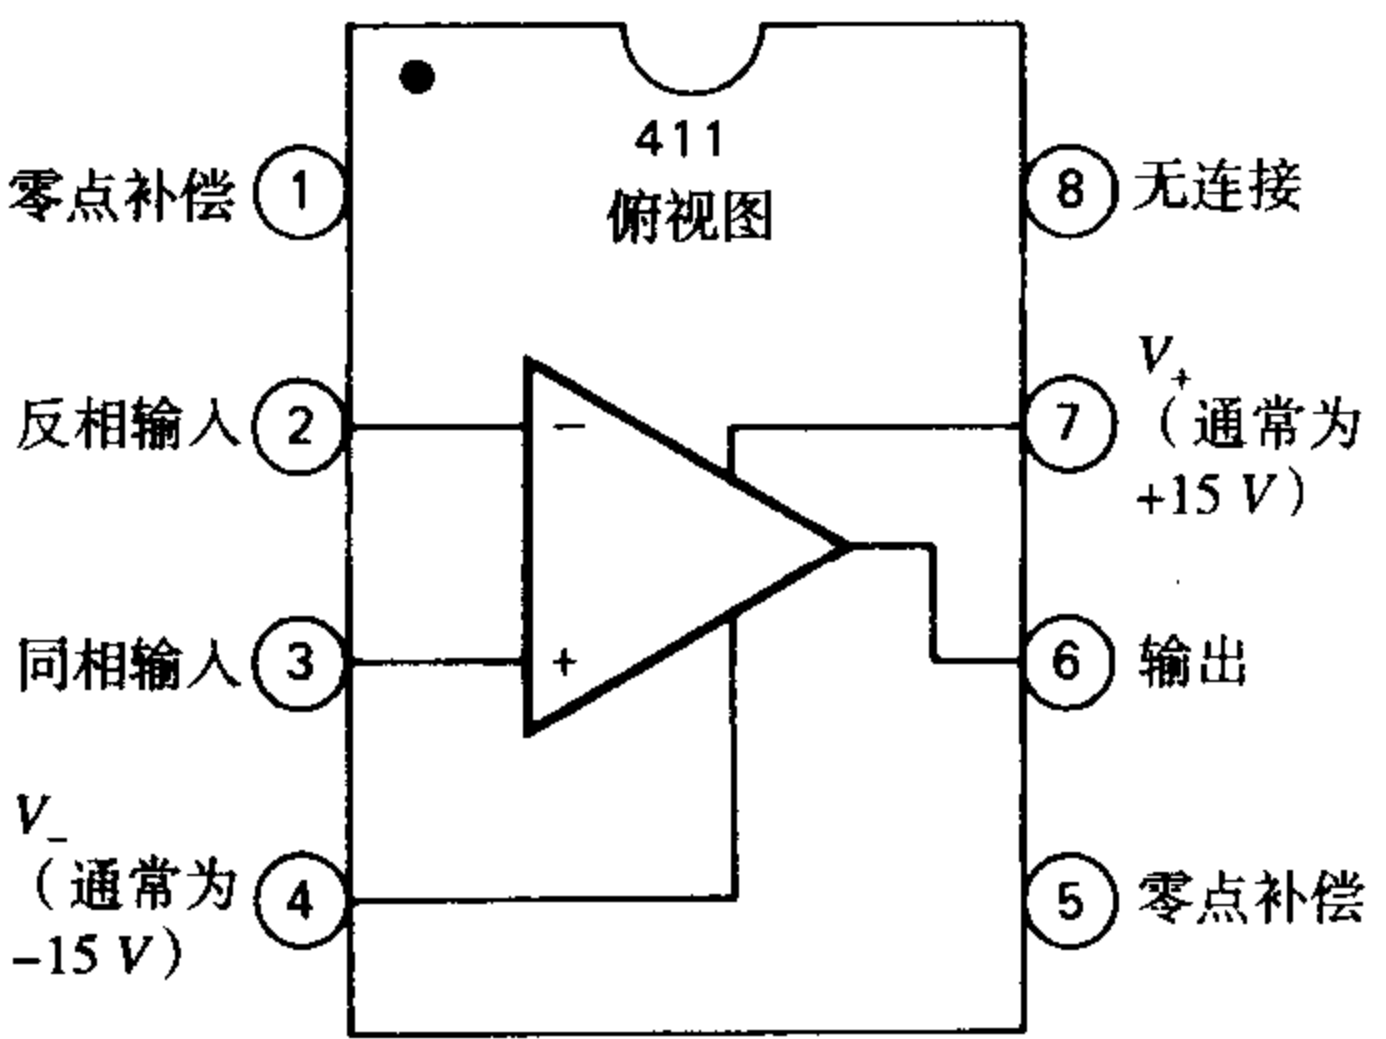 411
俯视图
零点补偿 1
8 无连接
反相输入 2
−
7 V+
(通常为
+15 V)
同相输入 3
+
6 输出
V−
(通常为
−15 V)
4
5 零点补偿